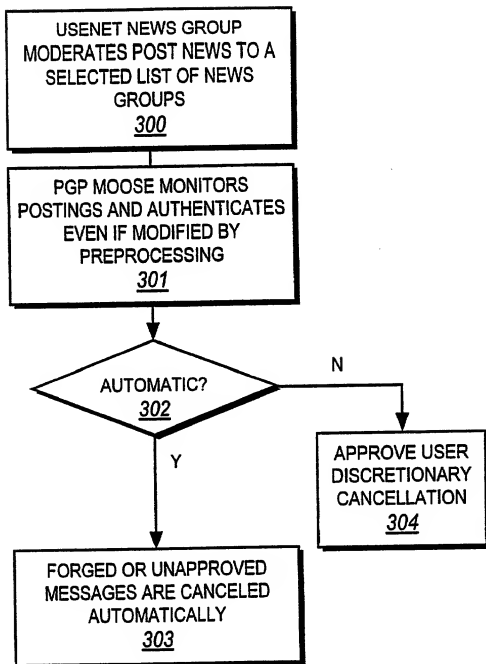 USENET NEWS GROUP
MODERATES POST NEWS TO A
SELECTED LIST OF NEWS
GROUPS
300
PGP MOOSE MONITORS
POSTINGS AND AUTHENTICATES
EVEN IF MODIFIED BY
PREPROCESSING
301
AUTOMATIC?
302
N
Y
APPROVE USER
DISCRETIONARY
CANCELLATION
304
FORGED OR UNAPPROVED
MESSAGES ARE CANCELED
AUTOMATICALLY
303